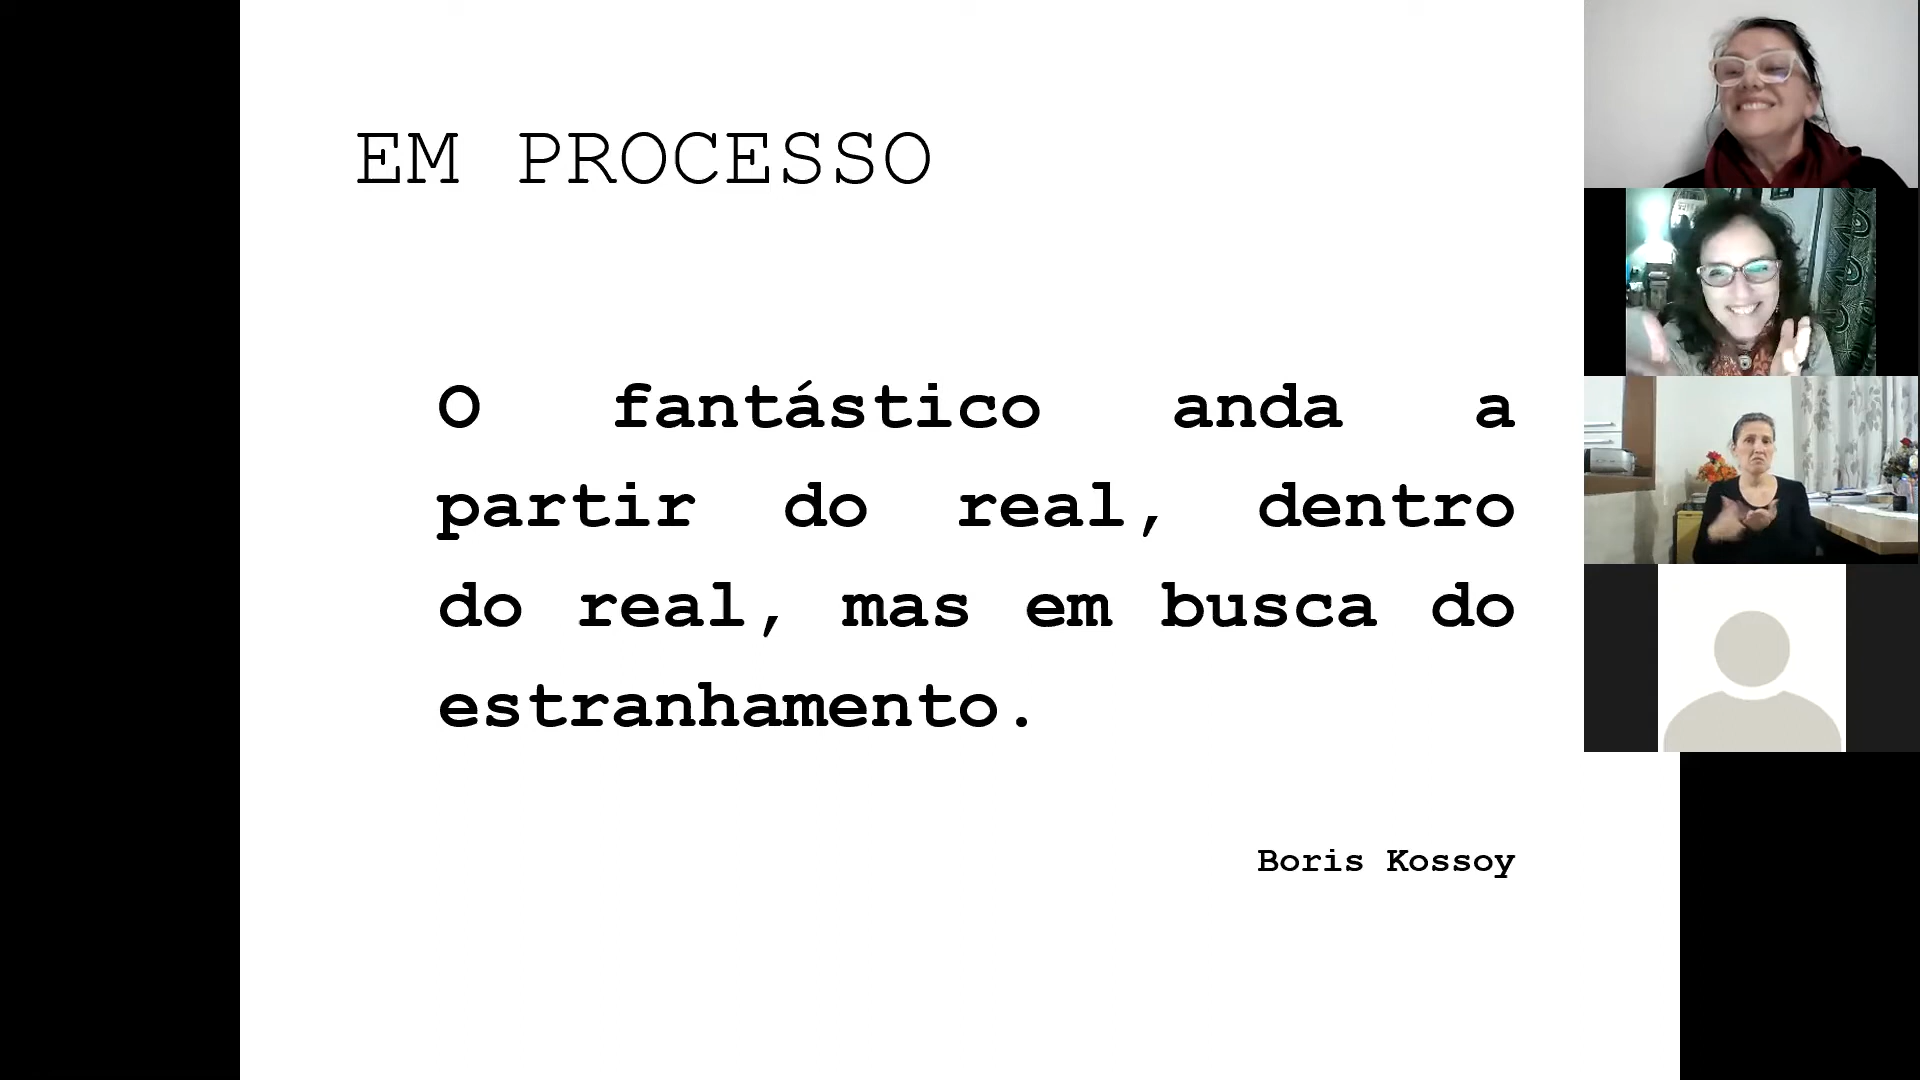 EM PROCESSO
O fantástico anda a
partir do real, dentro
do real, mas em busca do
estranhamento.
Boris Kossoy